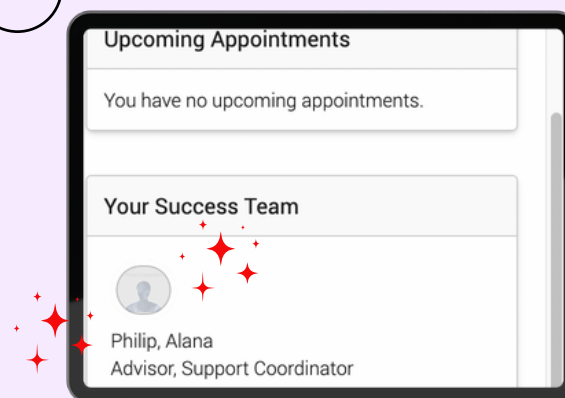 Upcoming Appointments
You have no upcoming appointments.
Your Success Team
Philip, Alana
Advisor, Support Coordinator